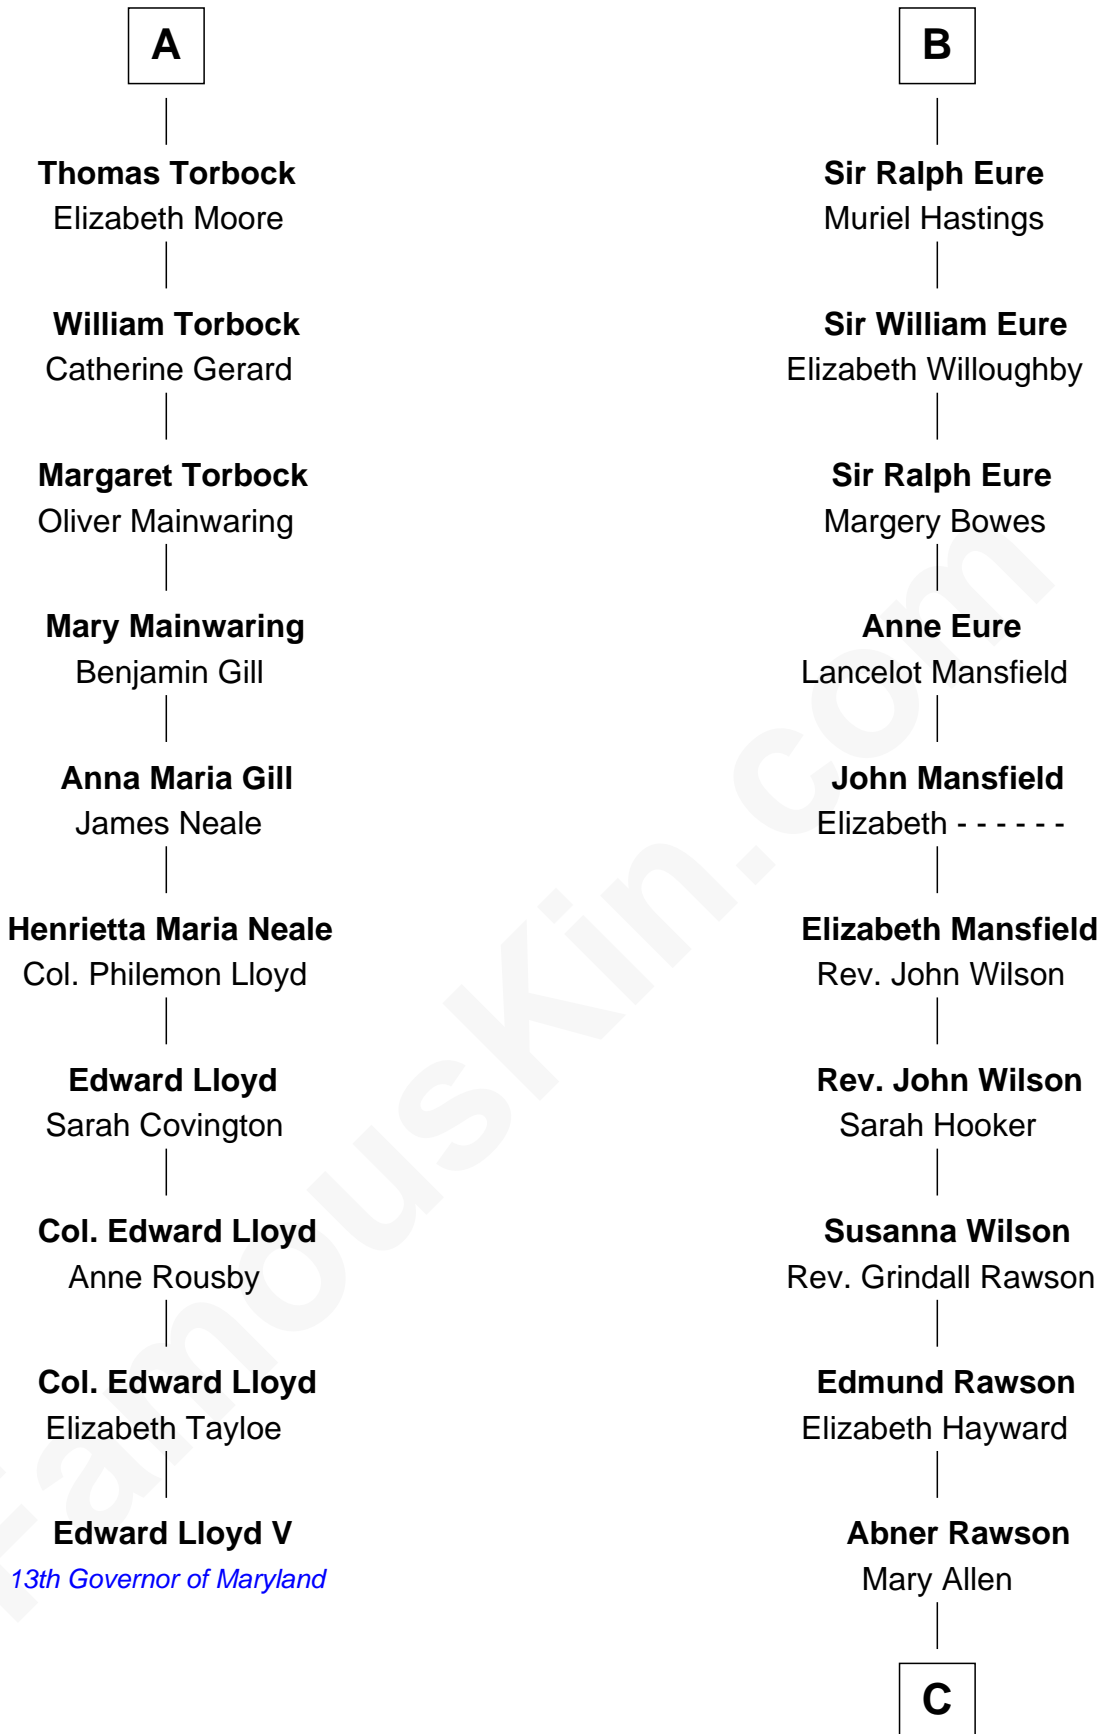 A
Thomas Torbock
Elizabeth Moore
William Torbock
Catherine Gerard
Margaret Torbock
Oliver Mainwaring
Mary Mainwaring
Benjamin Gill
Anna Maria Gill
James Neale
Henrietta Maria Neale
Col. Philemon Lloyd
Edward Lloyd
Sarah Covington
Col. Edward Lloyd
Anne Rousby
Col. Edward Lloyd
Elizabeth Tayloe
Edward Lloyd V
13th Governor of Maryland
B
Sir Ralph Eure
Muriel Hastings
Sir William Eure
Elizabeth Willoughby
Sir Ralph Eure
Margery Bowes
Anne Eure
Lancelot Mansfield
John Mansfield
Elizabeth - - - - - -
Elizabeth Mansfield
Rev. John Wilson
Rev. John Wilson
Sarah Hooker
Susanna Wilson
Rev. Grindall Rawson
Edmund Rawson
Elizabeth Hayward
Abner Rawson
Mary Allen
C
FamousKin.com